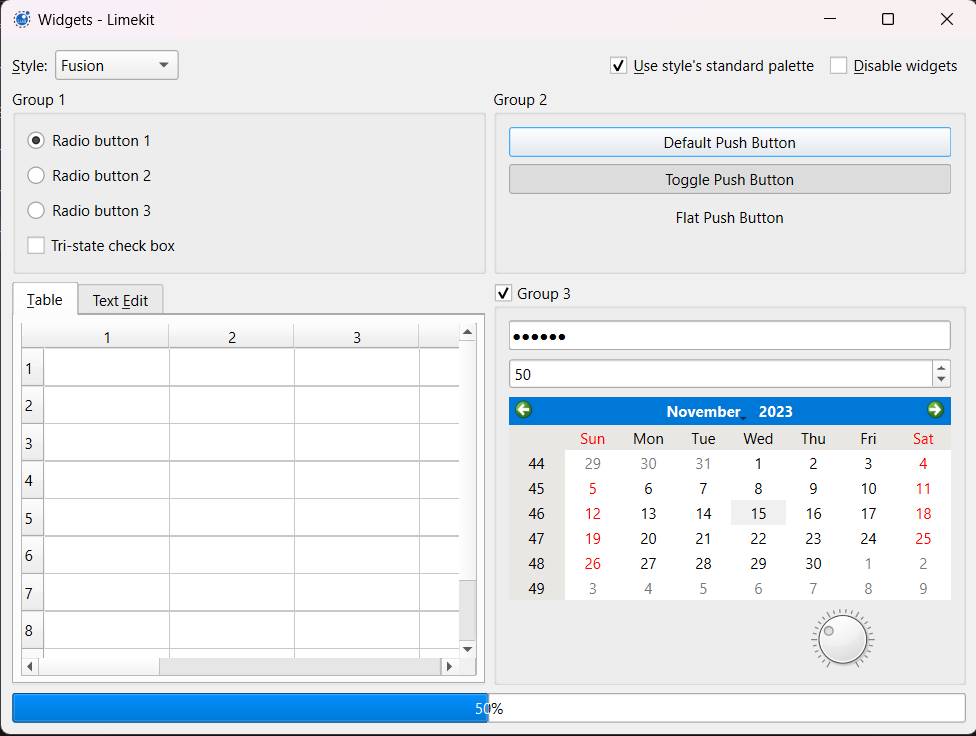 Widgets - Limekit
Style: Fusion
Use style's standard palette
Disable widgets
Group 1
Radio button 1
Radio button 2
Radio button 3
Tri-state check box
Group 2
Default Push Button
Toggle Push Button
Flat Push Button
Table
Text Edit
1 2 3
1
2
3
4
5
6
7
8
Group 3
••••••
50
November 2023
Sun Mon Tue Wed Thu Fri Sat
44 29 30 31 1 2 3 4
45 5 6 7 8 9 10 11
46 12 13 14 15 16 17 18
47 19 20 21 22 23 24 25
48 26 27 28 29 30 1 2
49 3 4 5 6 7 8 9
50%